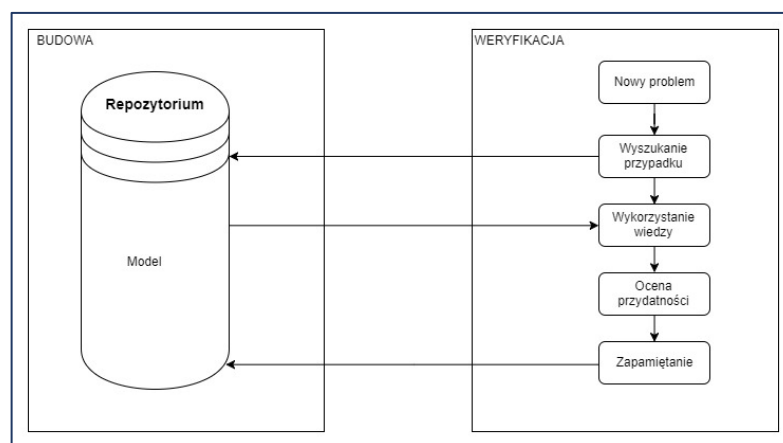 BUDOWA
Repozytorium
Model
WERYFIKACJA
Nowy problem
Wyszukanie
przypadku
Wykorzystanie
wiedzy
Ocena
przydatności
Zapamiętanie